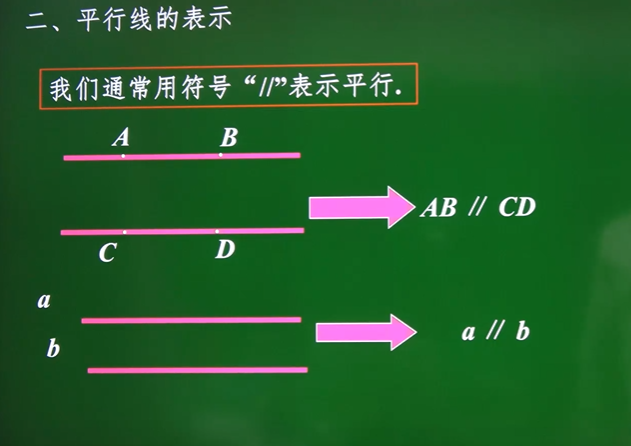 二、平行线的表示
我们通常用符号“//”表示平行.
A B
AB // CD
C D
a
a // b
b